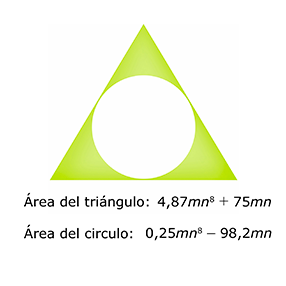 Área del triángulo: 4,87mn⁸ + 75mn
Área del circulo: 0,25mn⁸ – 98,2mn